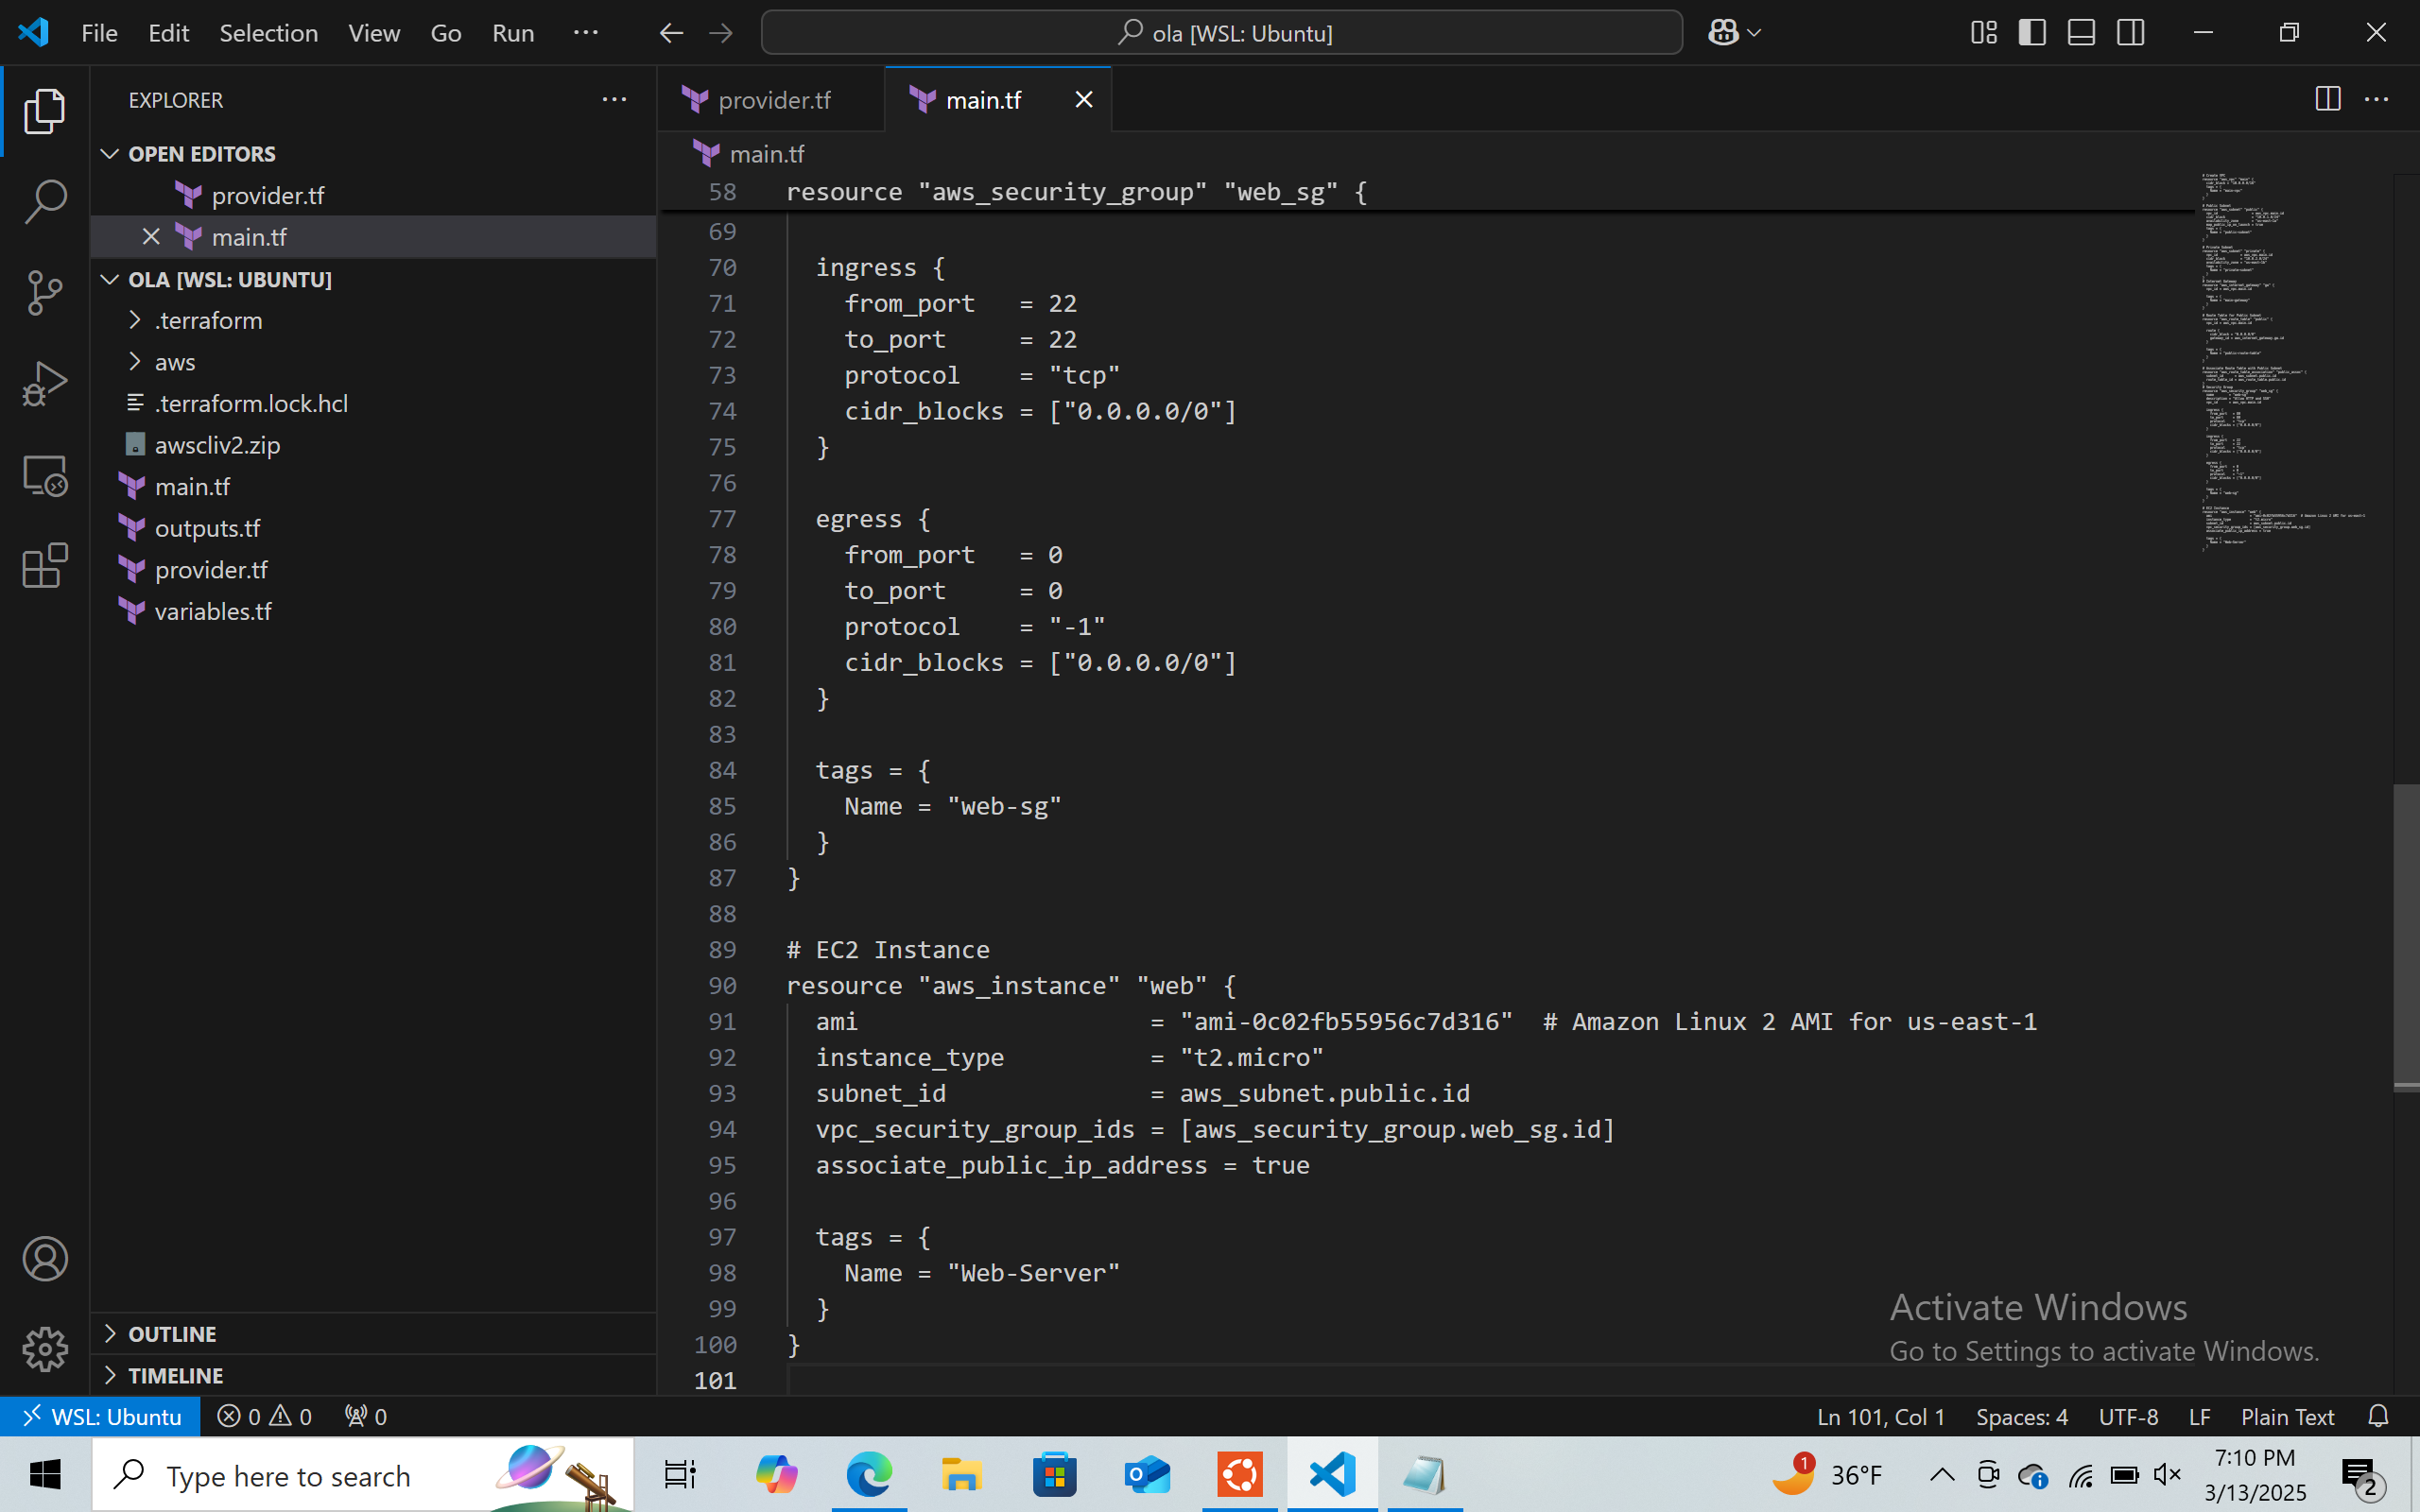 File Edit Selection View Go Run ··· ola [WSL: Ubuntu]
EXPLORER ···
OPEN EDITORS
provider.tf
main.tf
OLA [WSL: UBUNTU]
.terraform
aws
.terraform.lock.hcl
awscliv2.zip
main.tf
outputs.tf
provider.tf
variables.tf
OUTLINE
TIMELINE
provider.tf main.tf
main.tf
58 resource "aws_security_group" "web_sg" {
69
70 ingress {
71 from_port = 22
72 to_port = 22
73 protocol = "tcp"
74 cidr_blocks = ["0.0.0.0/0"]
75 }
76
77 egress {
78 from_port = 0
79 to_port = 0
80 protocol = "-1"
81 cidr_blocks = ["0.0.0.0/0"]
82 }
83
84 tags = {
85 Name = "web-sg"
86 }
87 }
88
89 # EC2 Instance
90 resource "aws_instance" "web" {
91 ami = "ami-0c02fb55956c7d316" # Amazon Linux 2 AMI for us-east-1
92 instance_type = "t2.micro"
93 subnet_id = aws_subnet.public.id
94 vpc_security_group_ids = [aws_security_group.web_sg.id]
95 associate_public_ip_address = true
96
97 tags = {
98 Name = "Web-Server"
99 }
100 }
101
Activate Windows
Go to Settings to activate Windows.
WSL: Ubuntu 0 0 0 Ln 101, Col 1 Spaces: 4 UTF-8 LF Plain Text
Type here to search 1 36°F 7:10 PM
3/13/2025 2